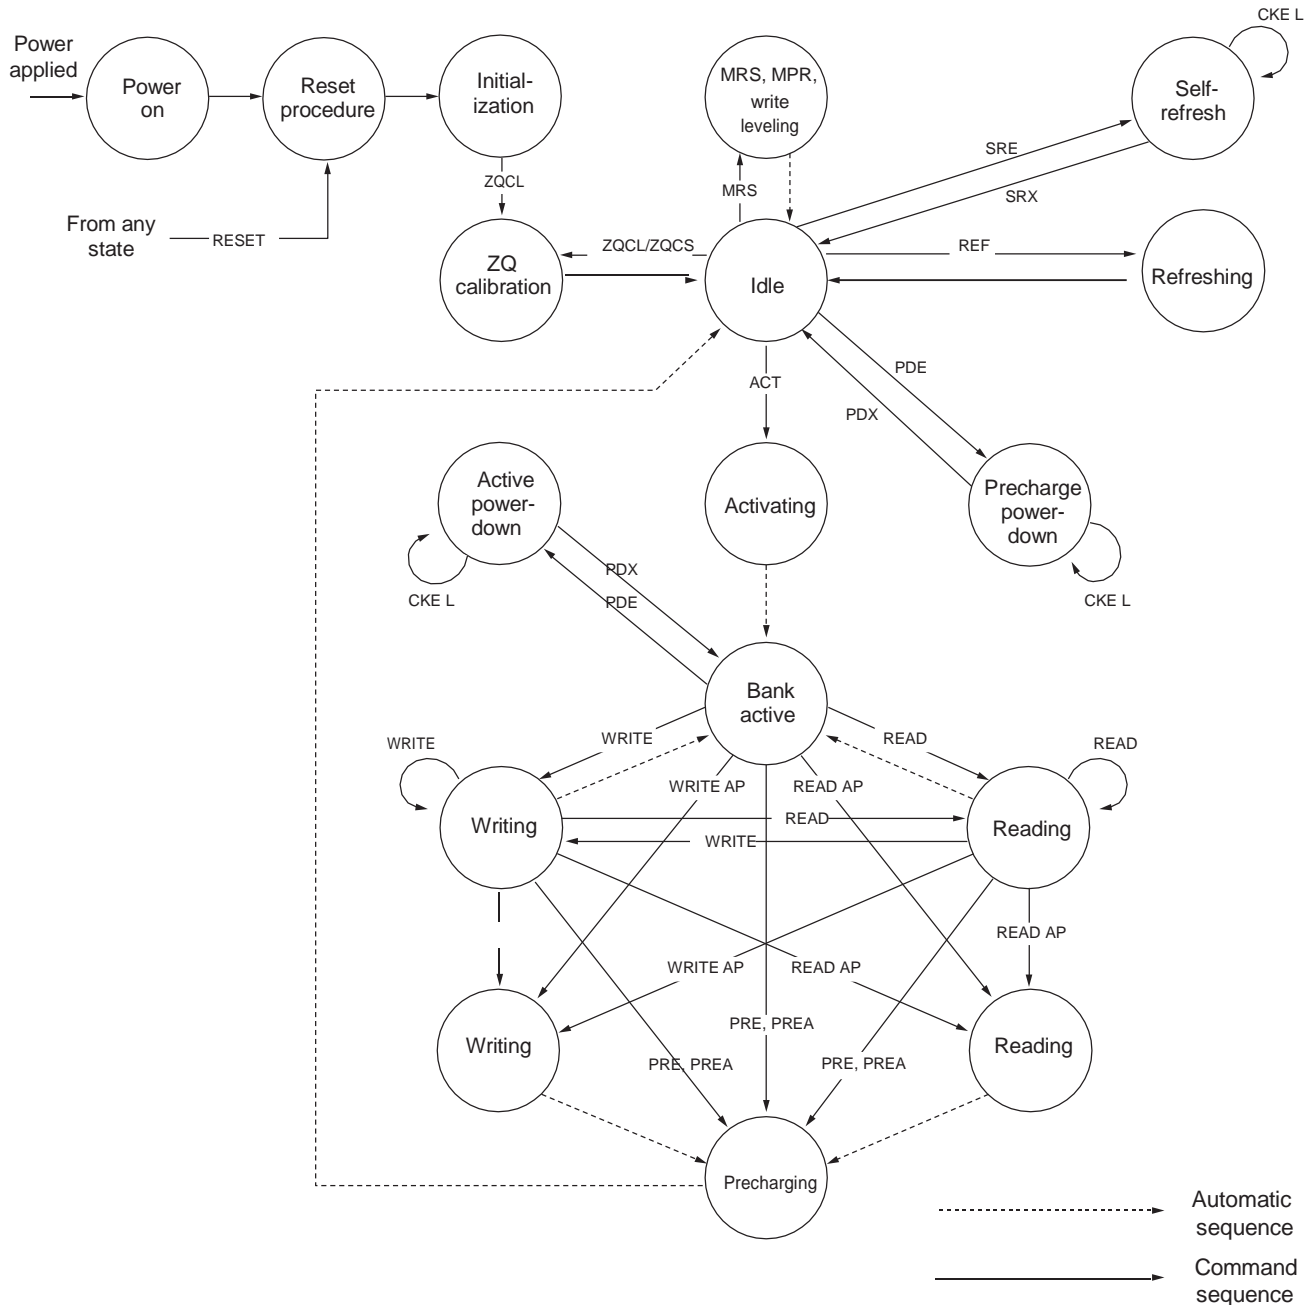 CKE L
Power
applied
Power
on
Reset
procedure
Initial-
ization
MRS, MPR,
write
leveling
Self-
refresh
SRE
ZQCL
MRS
SRX
From any
state
RESET
ZQCL/ZQCS
REF
ZQ
calibration
Idle
Refreshing
PDE
ACT
PDX
Active
power-
down
Activating
Precharge
power-
down
PDX
PDE
CKE L
CKE L
Bank
active
WRITE
WRITE
READ
READ
WRITE AP
READ AP
Writing
READ
Reading
WRITE
READ AP
WRITE AP
READ AP
PRE, PREA
Writing
Reading
PRE, PREA
PRE, PREA
Precharging
Automatic
sequence
Command
sequence